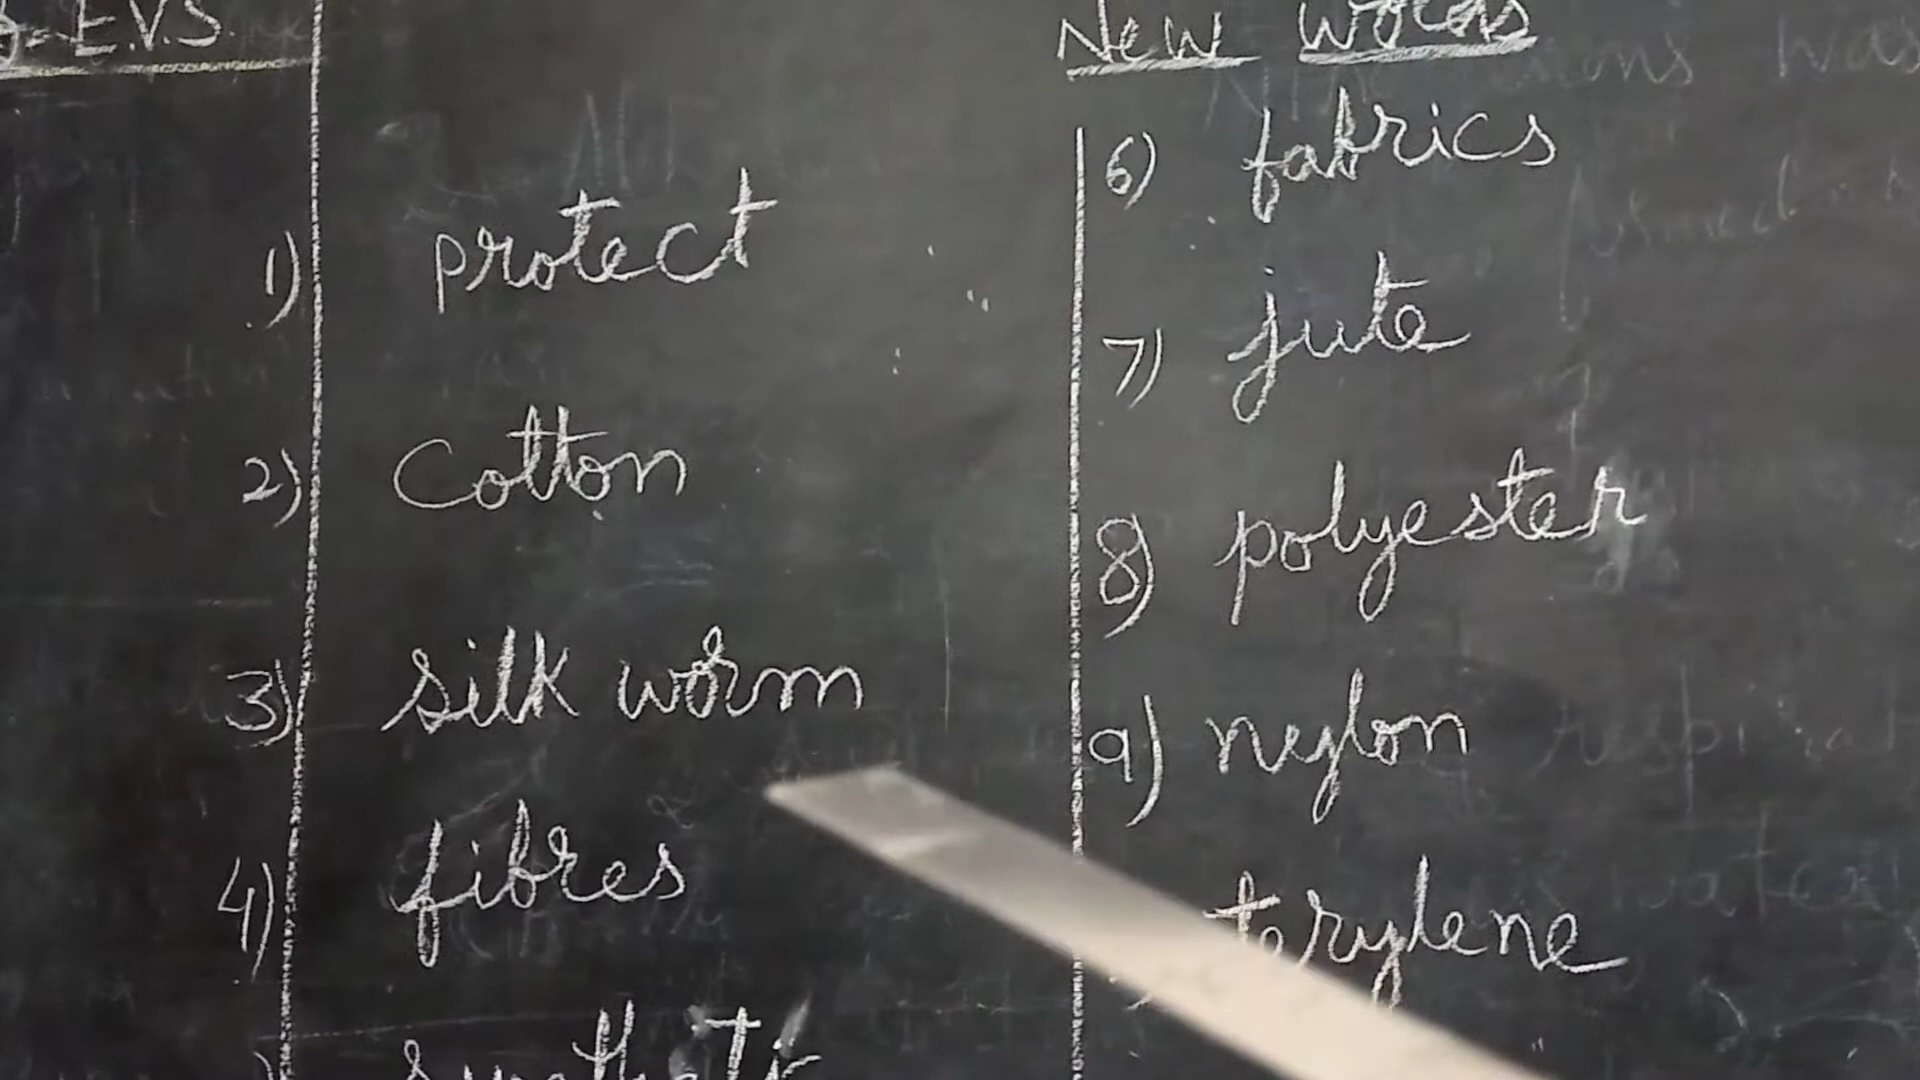 E.V.S.
New words
1) protect
2) Cotton
3) silk worm
4) fibres
synthetic
6) fabrics
7) jute
8) polyester
9) nylon
terylene